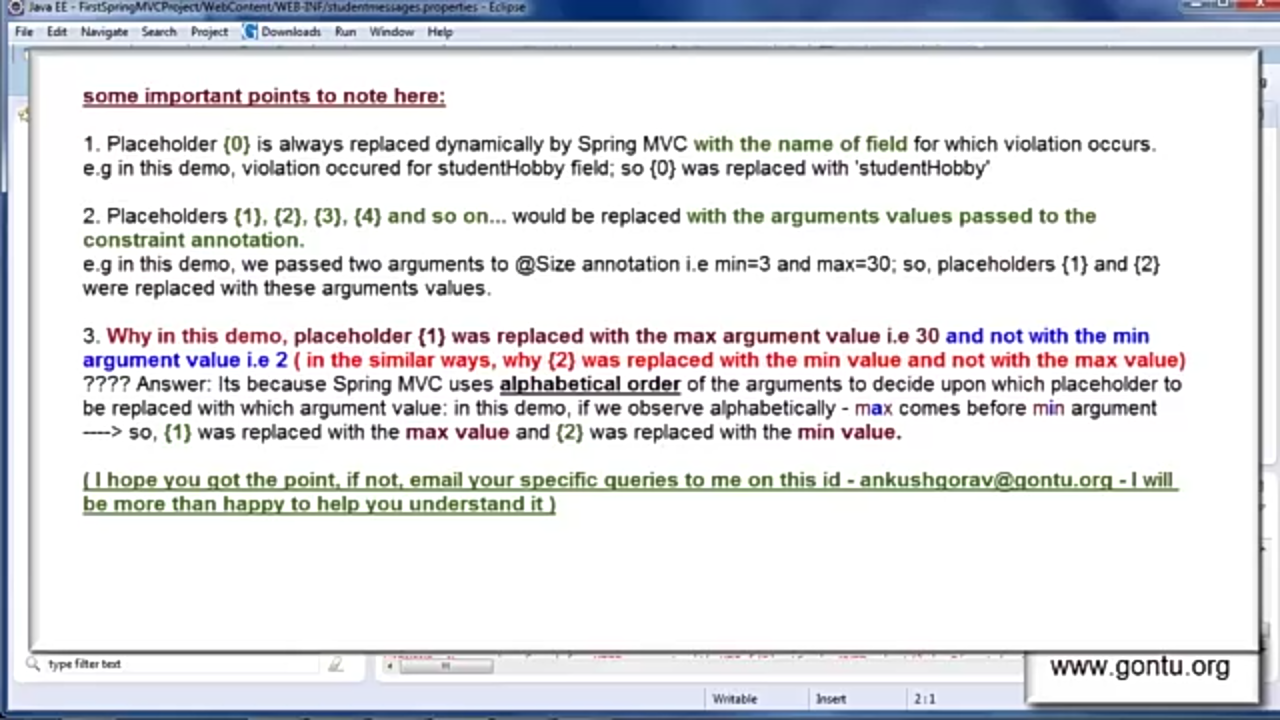 Java EE - FirstSpringMVCProject/WebContent/WEB-INF/studentmessages.properties - Eclipse
File Edit Navigate Search Project Downloads Run Window Help
some important points to note here:
1. Placeholder {0} is always replaced dynamically by Spring MVC with the name of field for which violation occurs.
e.g in this demo, violation occured for studentHobby field; so {0} was replaced with 'studentHobby'
2. Placeholders {1}, {2}, {3}, {4} and so on... would be replaced with the arguments values passed to the
constraint annotation.
e.g in this demo, we passed two arguments to @Size annotation i.e min=3 and max=30; so, placeholders {1} and {2}
were replaced with these arguments values.
3. Why in this demo, placeholder {1} was replaced with the max argument value i.e 30 and not with the min
argument value i.e 2 ( in the similar ways, why {2} was replaced with the min value and not with the max value)
???? Answer: Its because Spring MVC uses alphabetical order of the arguments to decide upon which placeholder to
be replaced with which argument value: in this demo, if we observe alphabetically - max comes before min argument
----> so, {1} was replaced with the max value and {2} was replaced with the min value.
( I hope you got the point, if not, email your specific queries to me on this id - ankushgorav@gontu.org - I will
be more than happy to help you understand it )
type filter text
www.gontu.org
Writable Insert 2:1